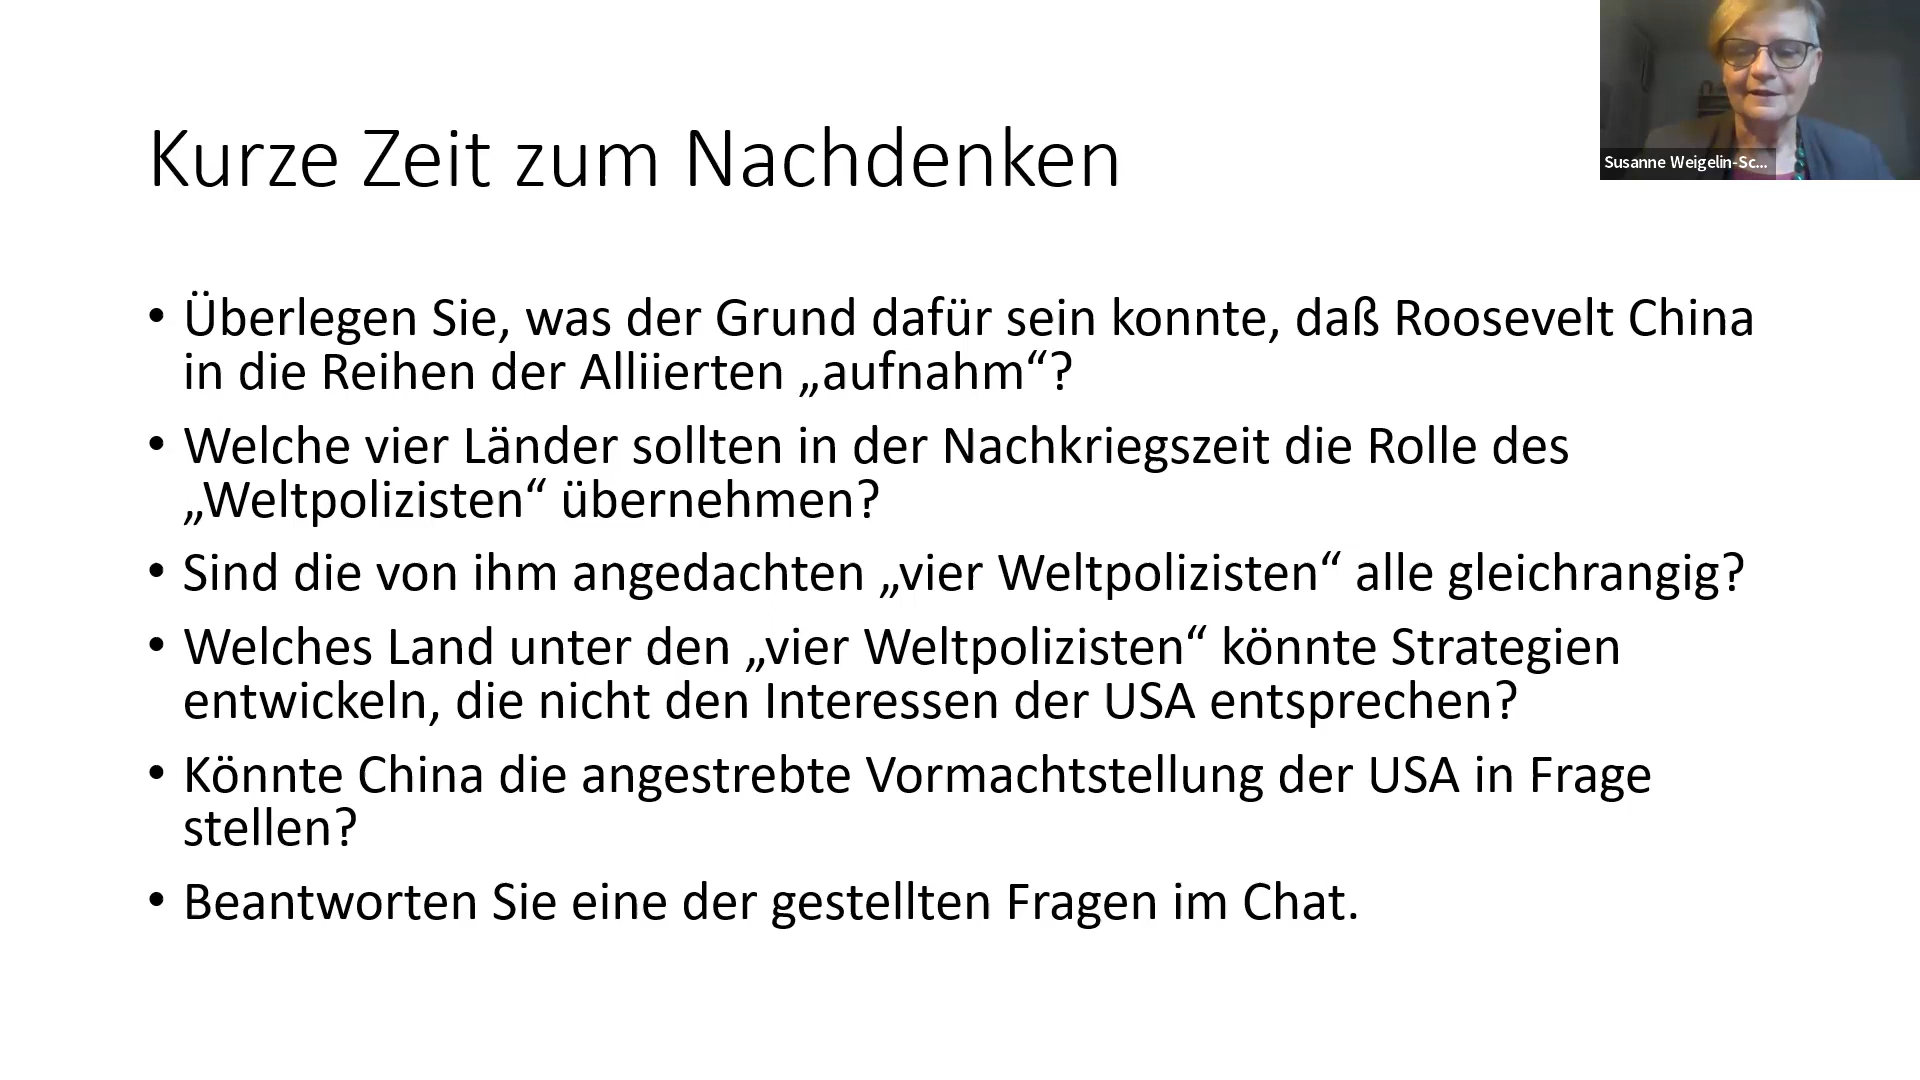 Kurze Zeit zum Nachdenken
Susanne Weigelin-Sc...
• Überlegen Sie, was der Grund dafür sein konnte, daß Roosevelt China
in die Reihen der Alliierten „aufnahm“?
• Welche vier Länder sollten in der Nachkriegszeit die Rolle des
„Weltpolizisten“ übernehmen?
• Sind die von ihm angedachten „vier Weltpolizisten“ alle gleichrangig?
• Welches Land unter den „vier Weltpolizisten“ könnte Strategien
entwickeln, die nicht den Interessen der USA entsprechen?
• Könnte China die angestrebte Vormachtstellung der USA in Frage
stellen?
• Beantworten Sie eine der gestellten Fragen im Chat.